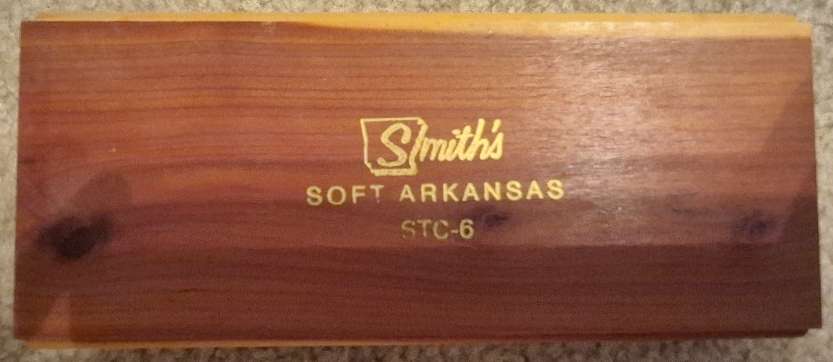 Smith's
SOFT ARKANSAS
STC-6